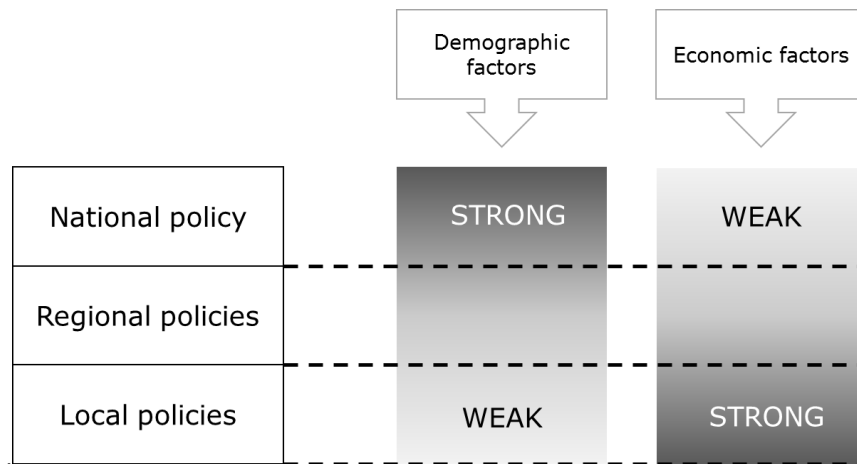 Demographic
factors
Economic factors
National policy
STRONG
WEAK
Regional policies
Local policies
WEAK
STRONG